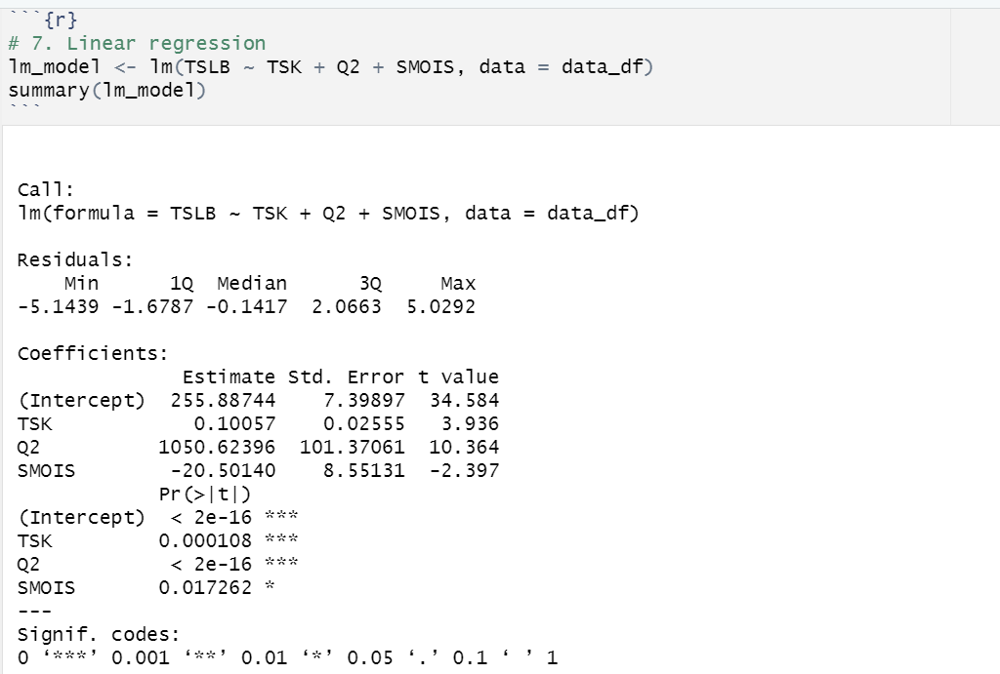 ```{r}
# 7. Linear regression
lm_model <- lm(TSLB ~ TSK + Q2 + SMOIS, data = data_df)
summary(lm_model)
```
Call:
lm(formula = TSLB ~ TSK + Q2 + SMOIS, data = data_df)
Residuals:
    Min      1Q  Median      3Q     Max
-5.1439 -1.6787 -0.1417  2.0663  5.0292
Coefficients:
              Estimate Std. Error t value
(Intercept)  255.88744    7.39897  34.584
TSK            0.10057    0.02555   3.936
Q2          1050.62396  101.37061  10.364
SMOIS        -20.50140    8.55131  -2.397
            Pr(>|t|)
(Intercept)  < 2e-16 ***
TSK         0.000108 ***
Q2           < 2e-16 ***
SMOIS       0.017262 *
---
Signif. codes:
0 ‘***’ 0.001 ‘**’ 0.01 ‘*’ 0.05 ‘.’ 0.1 ‘ ’ 1